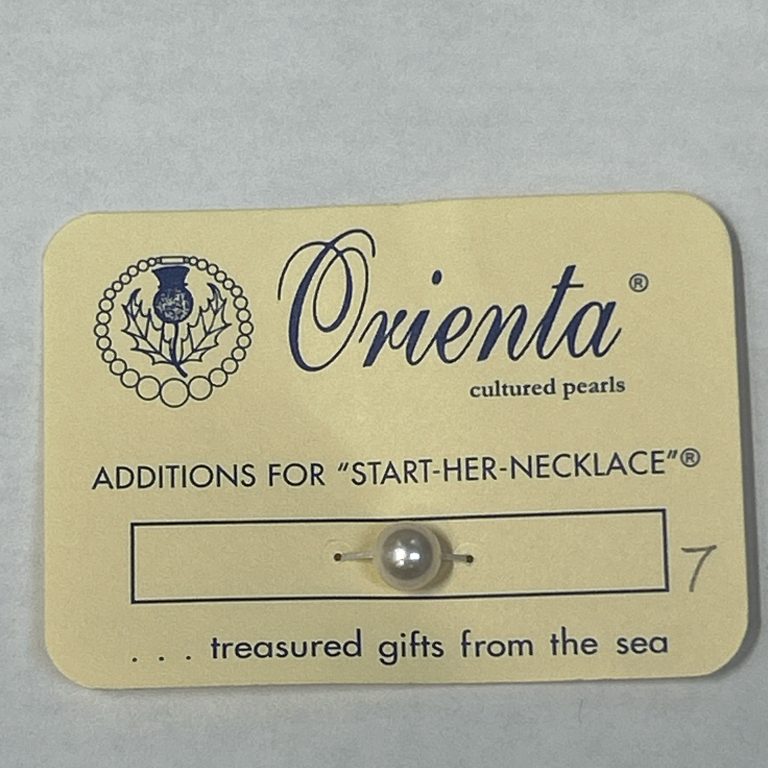 Orienta®
cultured pearls
ADDITIONS FOR "START-HER-NECKLACE"®
7
. . . treasured gifts from the sea